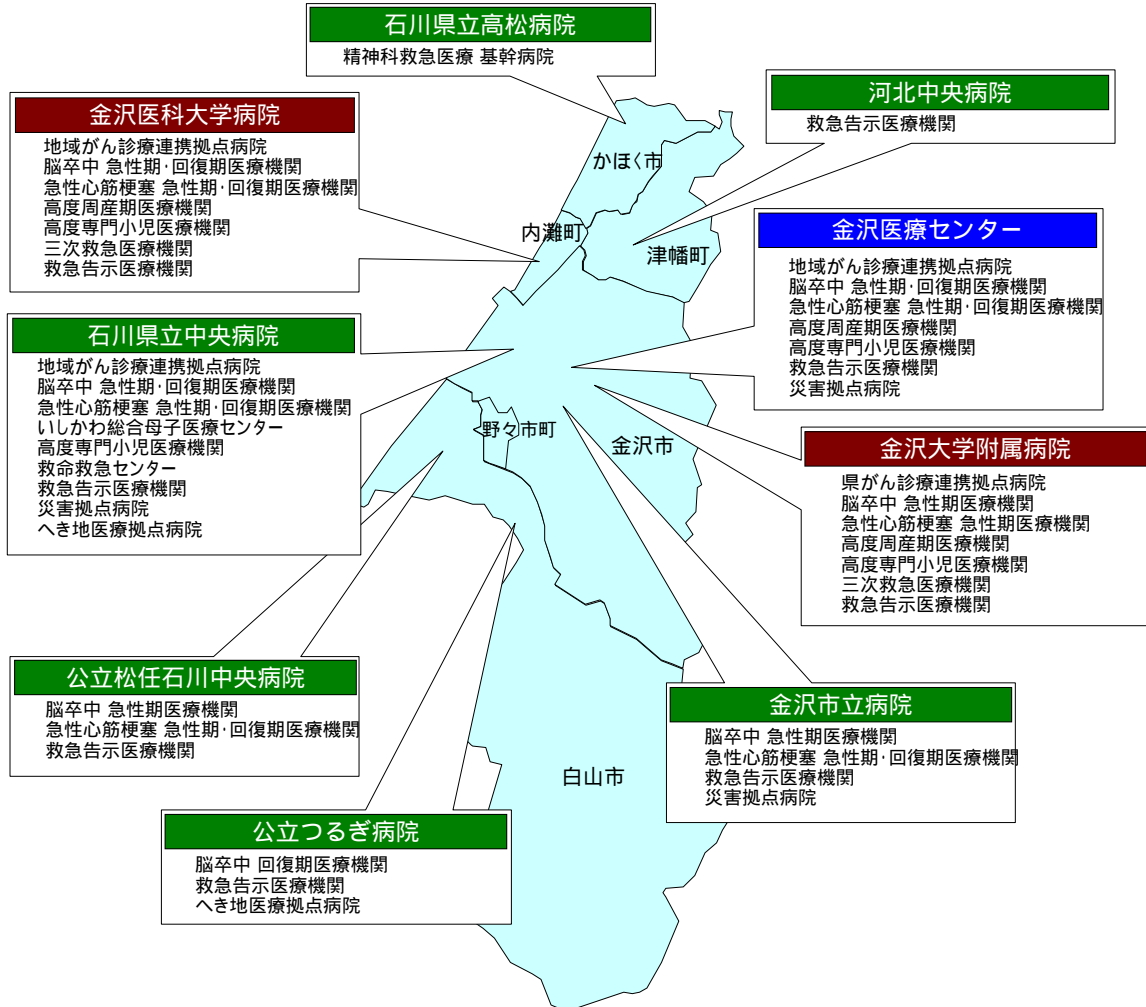 石川県立高松病院
精神科救急医療 基幹病院
金沢医科大学病院
地域がん診療連携拠点病院
脳卒中 急性期・回復期医療機関
急性心筋梗塞 急性期・回復期医療機関
高度周産期医療機関
高度専門小児医療機関
三次救急医療機関
救急告示医療機関
河北中央病院
救急告示医療機関
かほく市
内灘町
津幡町
金沢医療センター
地域がん診療連携拠点病院
脳卒中 急性期・回復期医療機関
急性心筋梗塞 急性期・回復期医療機関
高度周産期医療機関
高度専門小児医療機関
救急告示医療機関
災害拠点病院
石川県立中央病院
地域がん診療連携拠点病院
脳卒中 急性期・回復期医療機関
急性心筋梗塞 急性期・回復期医療機関
いしかわ総合母子医療センター
高度専門小児医療機関
救命救急センター
救急告示医療機関
災害拠点病院
へき地医療拠点病院
野々市町
金沢市
金沢大学附属病院
県がん診療連携拠点病院
脳卒中 急性期医療機関
急性心筋梗塞 急性期医療機関
高度周産期医療機関
高度専門小児医療機関
三次救急医療機関
救急告示医療機関
公立松任石川中央病院
脳卒中 急性期医療機関
急性心筋梗塞 急性期・回復期医療機関
救急告示医療機関
金沢市立病院
脳卒中 急性期医療機関
急性心筋梗塞 急性期・回復期医療機関
救急告示医療機関
災害拠点病院
白山市
公立つるぎ病院
脳卒中 回復期医療機関
救急告示医療機関
へき地医療拠点病院